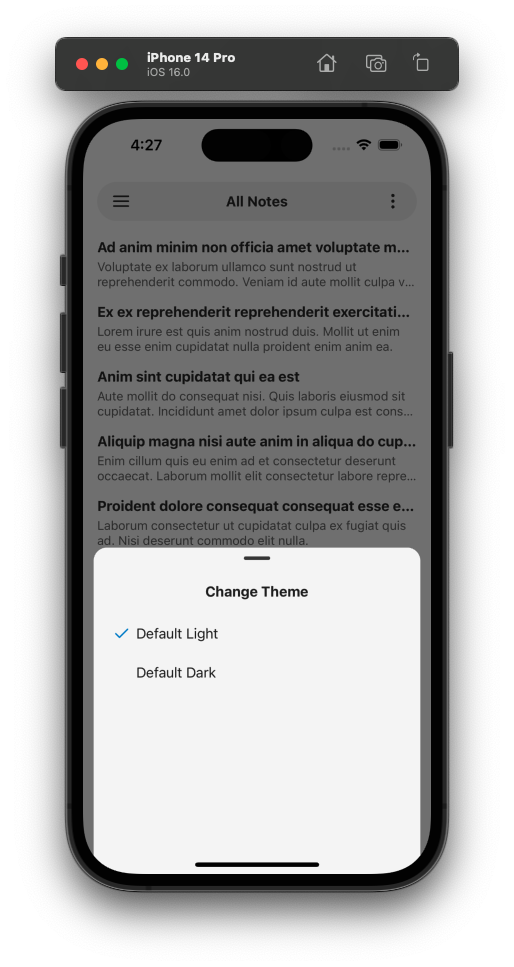 iPhone 14 Pro
iOS 16.0
4:27
All Notes
Ad anim minim non officia amet voluptate m...
Voluptate ex laborum ullamco sunt nostrud ut
reprehenderit commodo. Veniam id aute mollit culpa v...
Ex ex reprehenderit reprehenderit exercitati...
Lorem irure est quis anim nostrud duis. Mollit ut enim
eu esse enim cupidatat nulla proident enim anim ea.
Anim sint cupidatat qui ea est
Aute mollit do consequat nisi. Quis laboris eiusmod sit
cupidatat. Incididunt amet dolor ipsum culpa est cons...
Aliquip magna nisi aute anim in aliqua do cup...
Enim cillum quis eu enim ad et consectetur deserunt
occaecat. Laborum mollit elit consectetur labore repre...
Proident dolore consequat consequat esse e...
Laborum consectetur ut cupidatat culpa ex fugiat quis
ad. Nisi deserunt commodo elit nulla.
Change Theme
Default Light
Default Dark